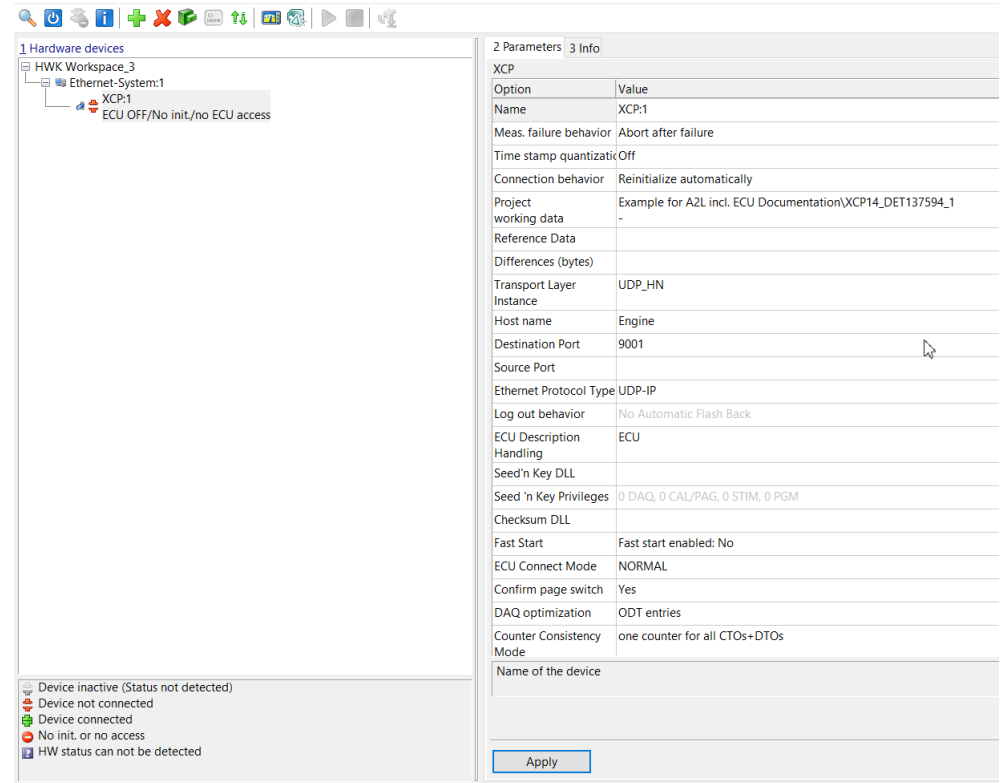 1 Hardware devices
HWK Workspace_3
Ethernet-System:1
XCP:1
ECU OFF/No init./no ECU access
Device inactive (Status not detected)
Device not connected
Device connected
No init. or no access
HW status can not be detected
2 Parameters 3 Info
XCP
Option Value
Name XCP:1
Meas. failure behavior Abort after failure
Time stamp quantizatic Off
Connection behavior Reinitialize automatically
Project Example for A2L incl. ECU Documentation\XCP14_DET137594_1
working data -
Reference Data
Differences (bytes)
Transport Layer UDP_HN
Instance
Host name Engine
Destination Port 9001
Source Port
Ethernet Protocol Type UDP-IP
Log out behavior No Automatic Flash Back
ECU Description ECU
Handling
Seed'n Key DLL
Seed 'n Key Privileges 0 DAQ, 0 CAL/PAG, 0 STIM, 0 PGM
Checksum DLL
Fast Start Fast start enabled: No
ECU Connect Mode NORMAL
Confirm page switch Yes
DAQ optimization ODT entries
Counter Consistency one counter for all CTOs+DTOs
Mode
Name of the device
Apply